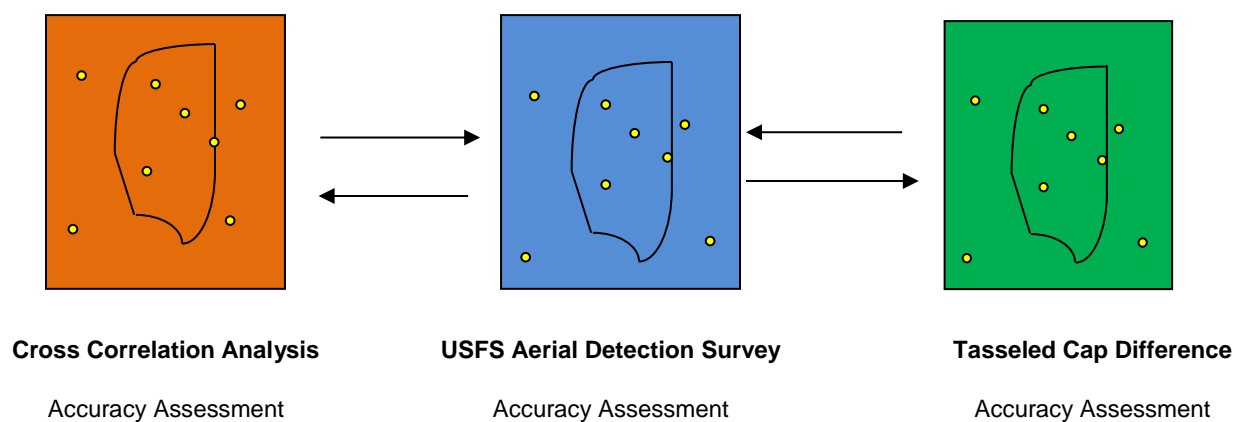 Cross Correlation Analysis
USFS Aerial Detection Survey
Tasseled Cap Difference
Accuracy Assessment
Accuracy Assessment
Accuracy Assessment